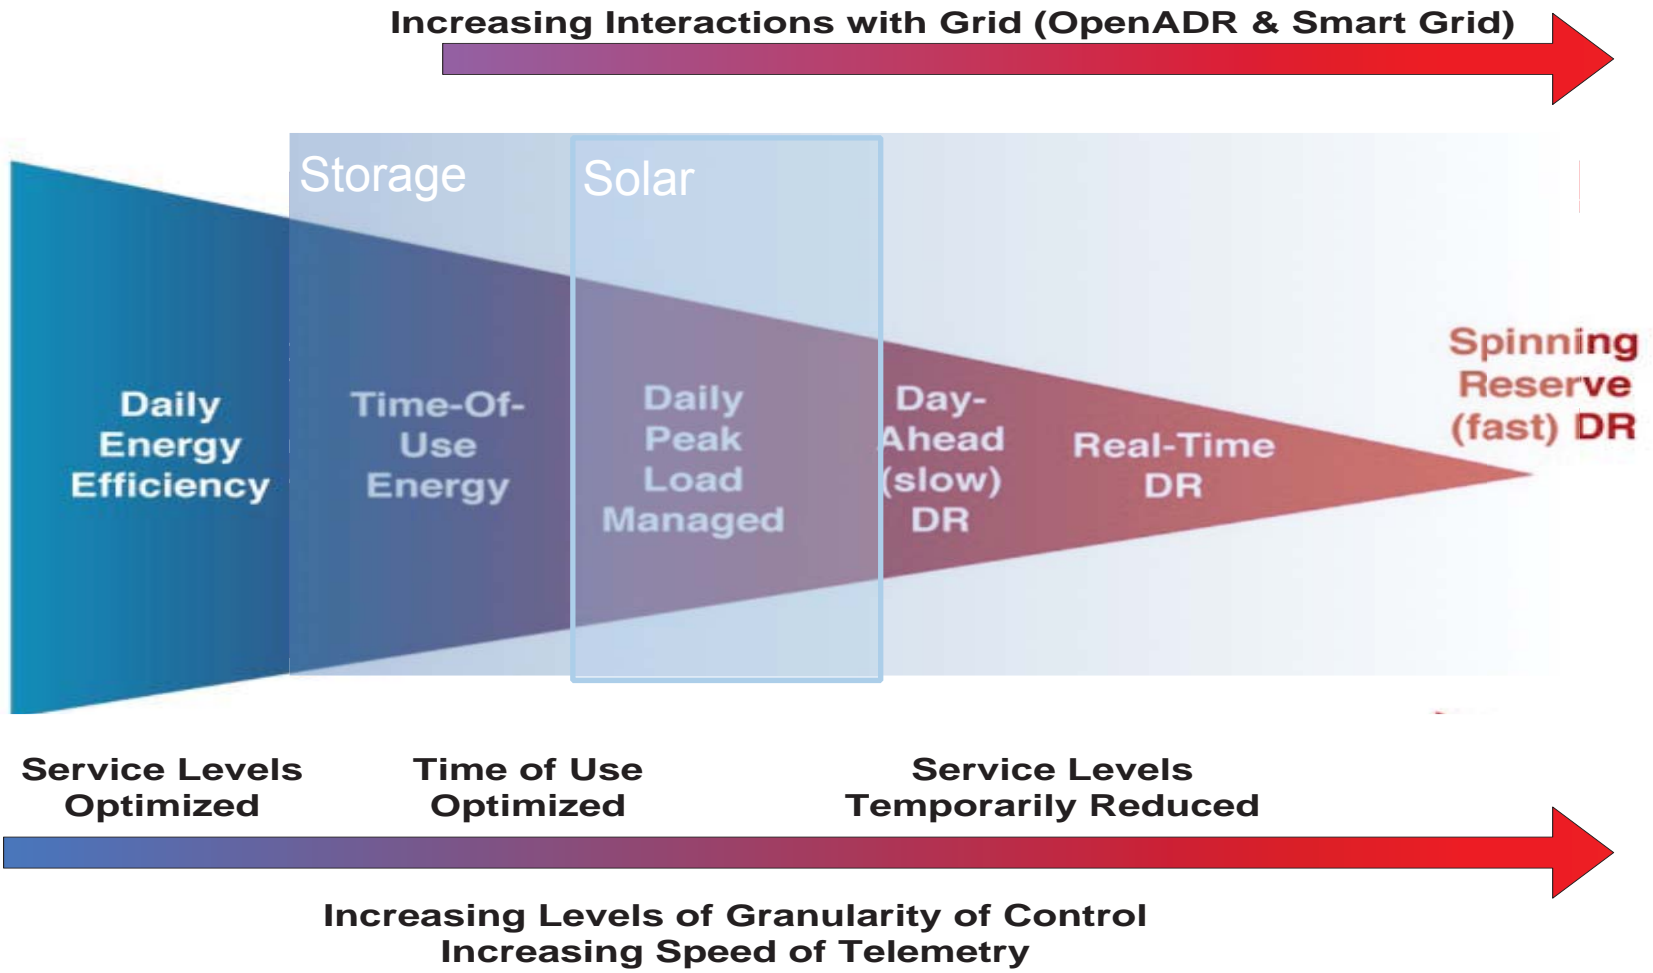 Increasing Interactions with Grid (OpenADR & Smart Grid)
Storage
Solar
Daily
Energy
Efficiency
Time-Of-
Use
Energy
Daily
Peak
Load
Managed
Day-
Ahead
(slow)
DR
Real-Time
DR
Spinning
Reserve
(fast) DR
Service Levels
Optimized
Time of Use
Optimized
Service Levels
Temporarily Reduced
Increasing Levels of Granularity of Control
Increasing Speed of Telemetry